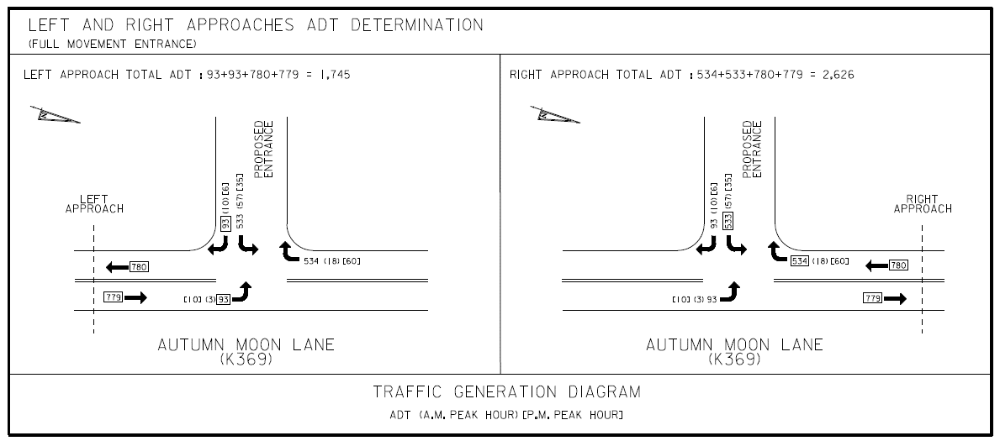 LEFT AND RIGHT APPROACHES ADT DETERMINATION
(FULL MOVEMENT ENTRANCE)
LEFT APPROACH TOTAL ADT : 93+93+780+779 = 1,745
N
PROPOSED
ENTRANCE
93 (10) [6]
533 (57) [35]
LEFT
APPROACH
780
534 (18) [60]
779
[10] (3) 93
AUTUMN MOON LANE
(K369)
RIGHT APPROACH TOTAL ADT : 534+533+780+779 = 2,626
N
PROPOSED
ENTRANCE
93 (10) [6]
533 (57) [35]
RIGHT
APPROACH
534 (18) [60]
780
[10] (3) 93
779
AUTUMN MOON LANE
(K369)
TRAFFIC GENERATION DIAGRAM
ADT (A.M. PEAK HOUR) [P.M. PEAK HOUR]